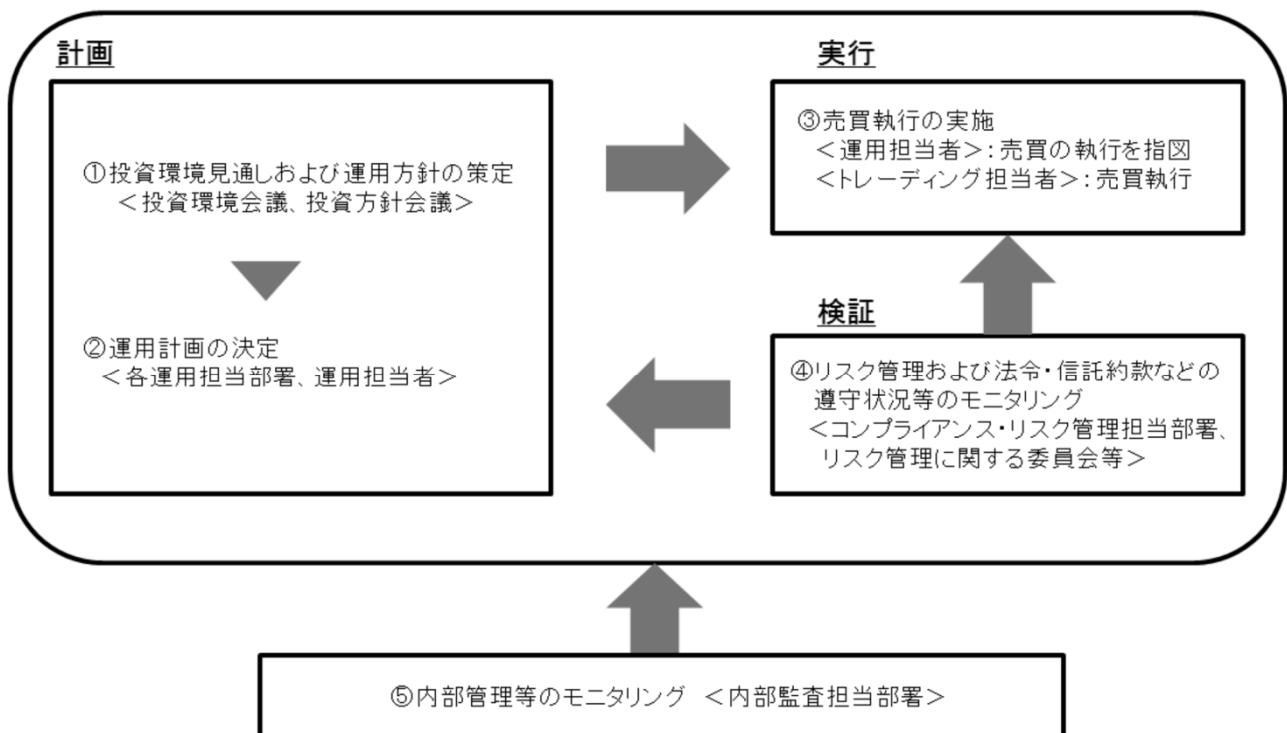 計画
①投資環境見通しおよび運用方針の策定
<投資環境会議、投資方針会議>
②運用計画の決定
<各運用担当部署、運用担当者>
実行
③売買執行の実施
<運用担当者>:売買の執行を指図
<トレーディング担当者>:売買執行
検証
④リスク管理および法令・信託約款などの
遵守状況等のモニタリング
<コンプライアンス・リスク管理担当部署、
リスク管理に関する委員会等>
⑤内部管理等のモニタリング <内部監査担当部署>